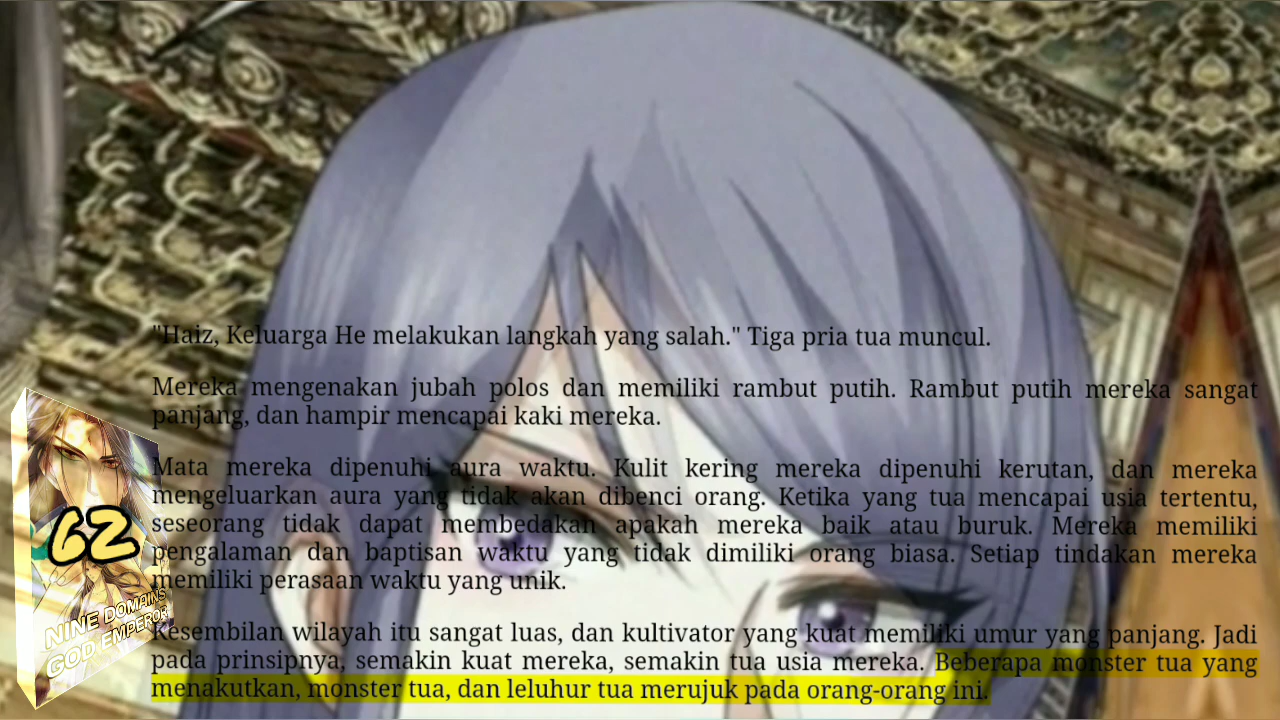 "Haiz, Keluarga He melakukan langkah yang salah." Tiga pria tua muncul.
Mereka mengenakan jubah polos dan memiliki rambut putih. Rambut putih mereka sangat
panjang, dan hampir mencapai kaki mereka.
Mata mereka dipenuhi aura waktu. Kulit kering mereka dipenuhi kerutan, dan mereka
mengeluarkan aura yang tidak akan dibenci orang. Ketika yang tua mencapai usia tertentu,
seseorang tidak dapat membedakan apakah mereka baik atau buruk. Mereka memiliki
pengalaman dan baptisan waktu yang tidak dimiliki orang biasa. Setiap tindakan mereka
memiliki perasaan waktu yang unik.
Kesembilan wilayah itu sangat luas, dan kultivator yang kuat memiliki umur yang panjang. Jadi
pada prinsipnya, semakin kuat mereka, semakin tua usia mereka. Beberapa monster tua yang
menakutkan, monster tua, dan leluhur tua merujuk pada orang-orang ini.
62
NINE DOMAINS
GOD EMPEROR